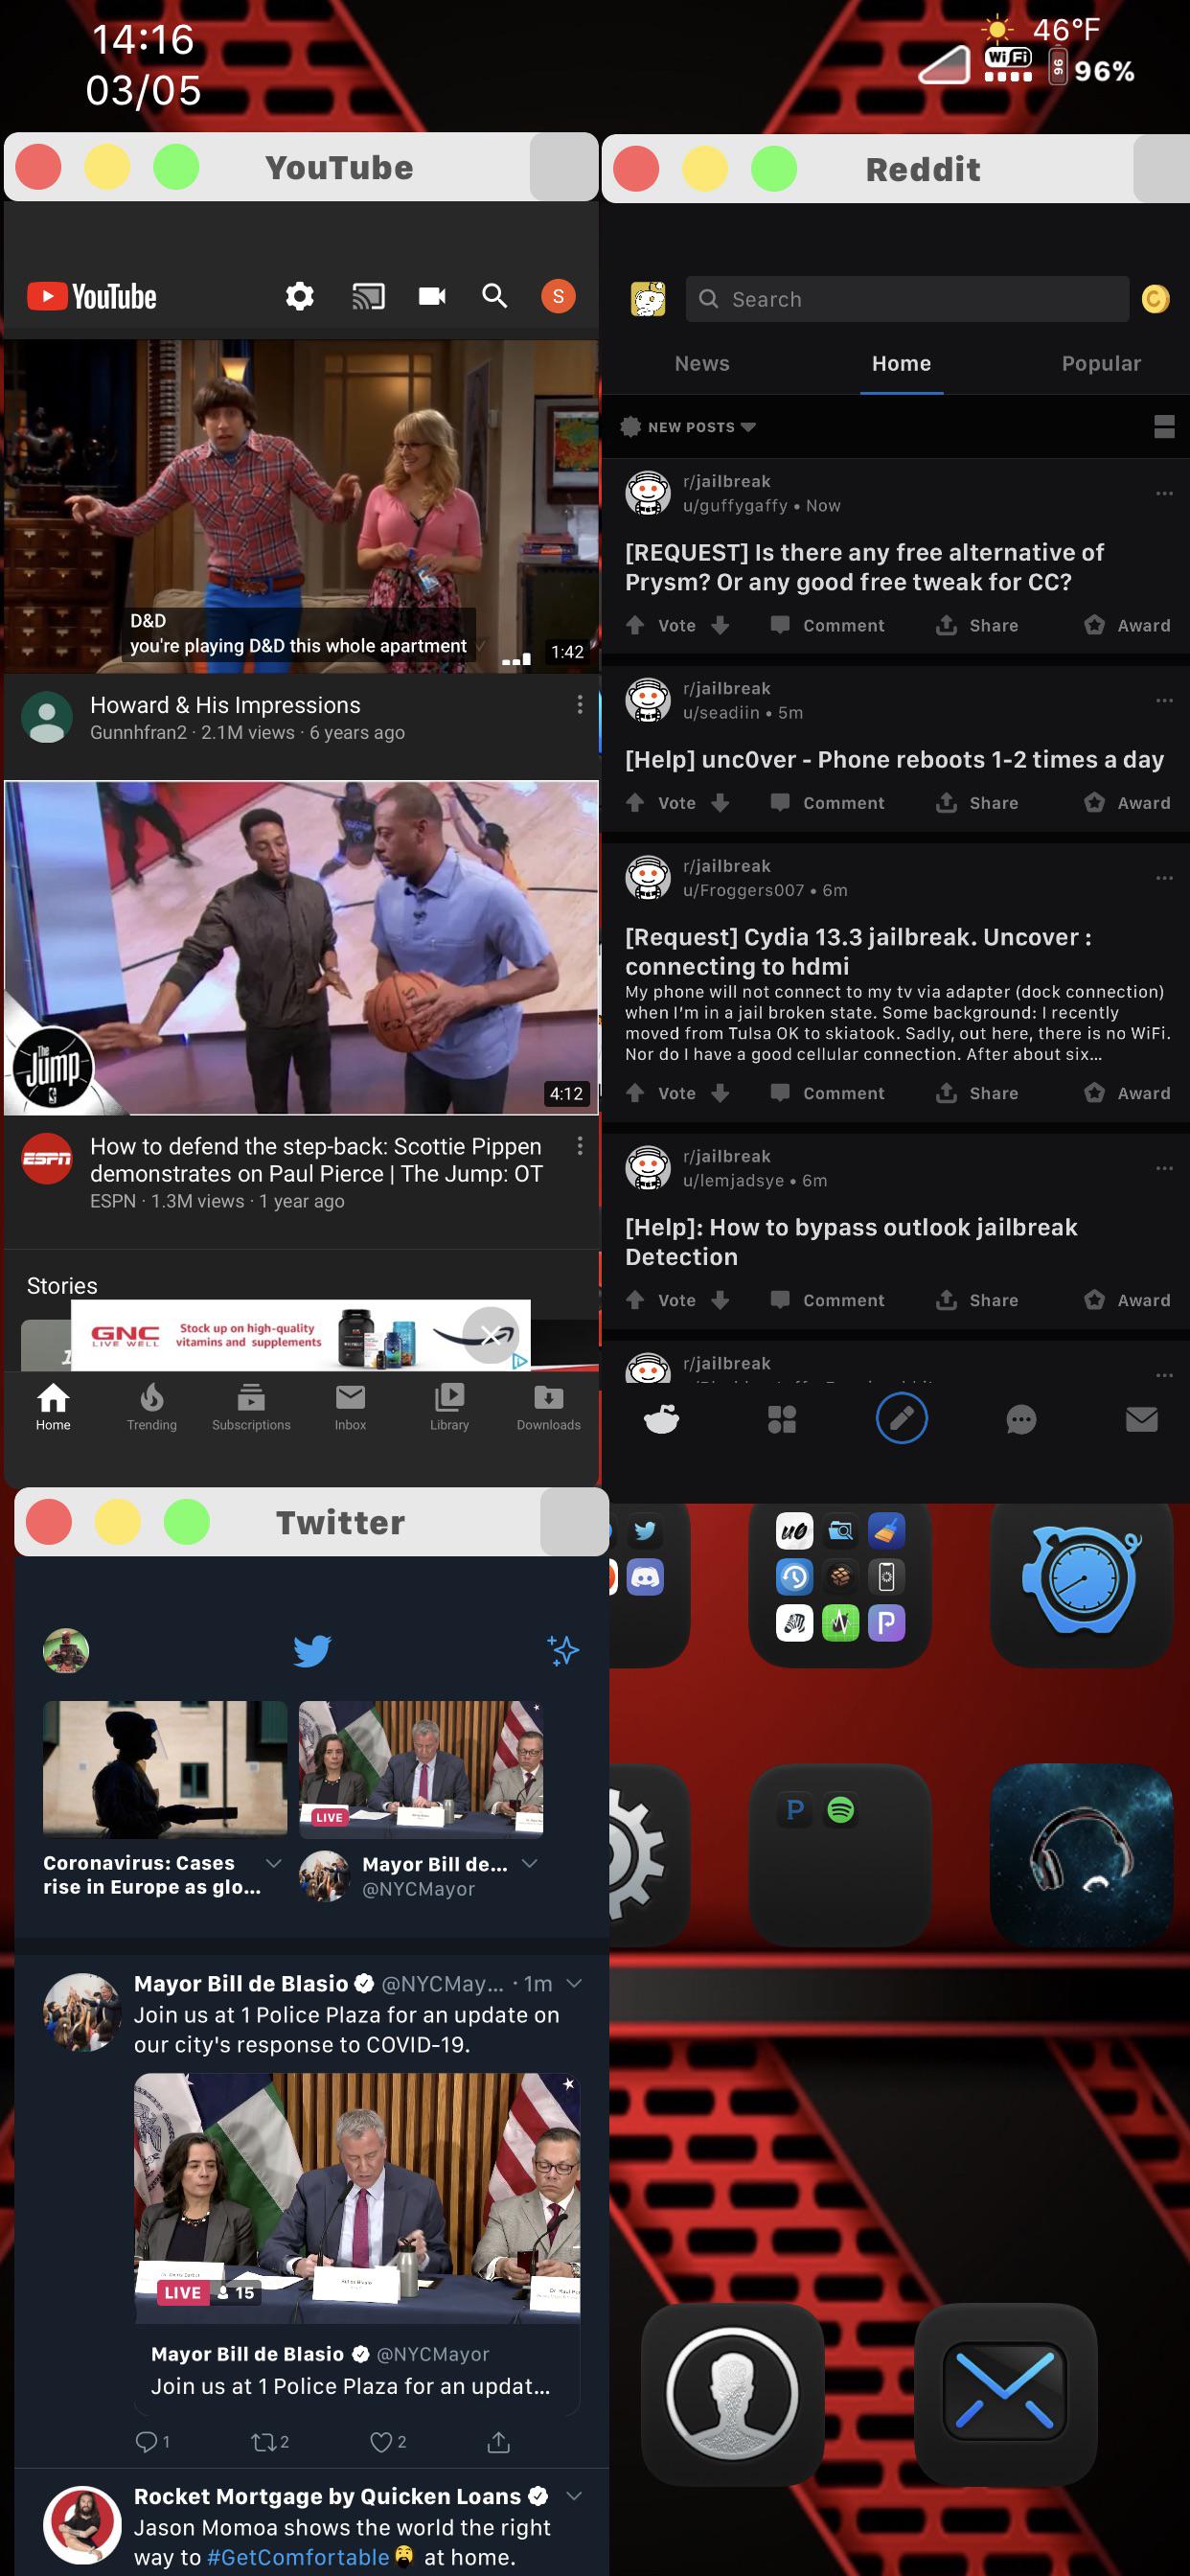 14:16
03/05
46°F
WiFi
96
96%
YouTube
YouTube
S
D&D
you're playing D&D this whole apartment
1:42
Howard & His Impressions
Gunnhfran2 · 2.1M views · 6 years ago
The Jump
4:12
ESPN
How to defend the step-back: Scottie Pippen
demonstrates on Paul Pierce | The Jump: OT
ESPN · 1.3M views · 1 year ago
Stories
GNC
LIVE WELL
Stock up on high-quality
vitamins and supplements
Home
Trending
Subscriptions
Inbox
Library
Downloads
Reddit
Search
News
Home
Popular
NEW POSTS
r/jailbreak
u/guffygaffy • Now
[REQUEST] Is there any free alternative of
Prysm? Or any good free tweak for CC?
Vote
Comment
Share
Award
r/jailbreak
u/seadiin • 5m
[Help] unc0ver - Phone reboots 1-2 times a day
Vote
Comment
Share
Award
r/jailbreak
u/Froggers007 • 6m
[Request] Cydia 13.3 jailbreak. Uncover :
connecting to hdmi
My phone will not connect to my tv via adapter (dock connection)
when I'm in a jail broken state. Some background: I recently
moved from Tulsa OK to skiatook. Sadly, out here, there is no WiFi.
Nor do I have a good cellular connection. After about six...
Vote
Comment
Share
Award
r/jailbreak
u/lemjadsye • 6m
[Help]: How to bypass outlook jailbreak
Detection
Vote
Comment
Share
Award
r/jailbreak
Twitter
LIVE
Coronavirus: Cases
rise in Europe as glo...
Mayor Bill de...
@NYCMayor
Mayor Bill de Blasio @NYCMay... · 1m
Join us at 1 Police Plaza for an update on
our city's response to COVID-19.
LIVE 15
Mayor Bill de Blasio @NYCMayor
Join us at 1 Police Plaza for an updat...
1
2
2
Rocket Mortgage by Quicken Loans
Jason Momoa shows the world the right
way to #GetComfortable at home.
u0
P
P